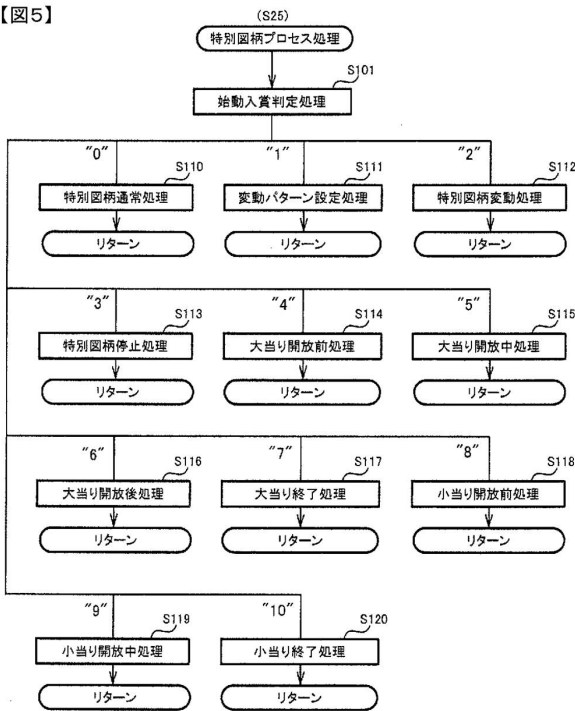 【図5】
(S25)
特別図柄プロセス処理
S101
始動入賞判定処理
"0"
"1"
"2"
S110
S111
S112
特別図柄通常処理
変動パターン設定処理
特別図柄変動処理
リターン
リターン
リターン
"3"
"4"
"5"
S113
S114
S115
特別図柄停止処理
大当り開放前処理
大当り開放中処理
リターン
リターン
リターン
"6"
"7"
"8"
S116
S117
S118
大当り開放後処理
大当り終了処理
小当り開放前処理
リターン
リターン
リターン
"9"
"10"
S119
S120
小当り開放中処理
小当り終了処理
リターン
リターン